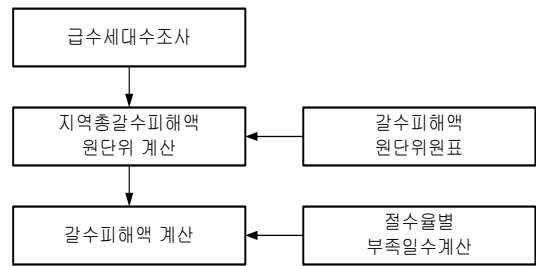 급수세대수조사
지역총갈수피해액
원단위 계산
갈수피해액
원단위원표
갈수피해액 계산
절수율별
부족일수계산